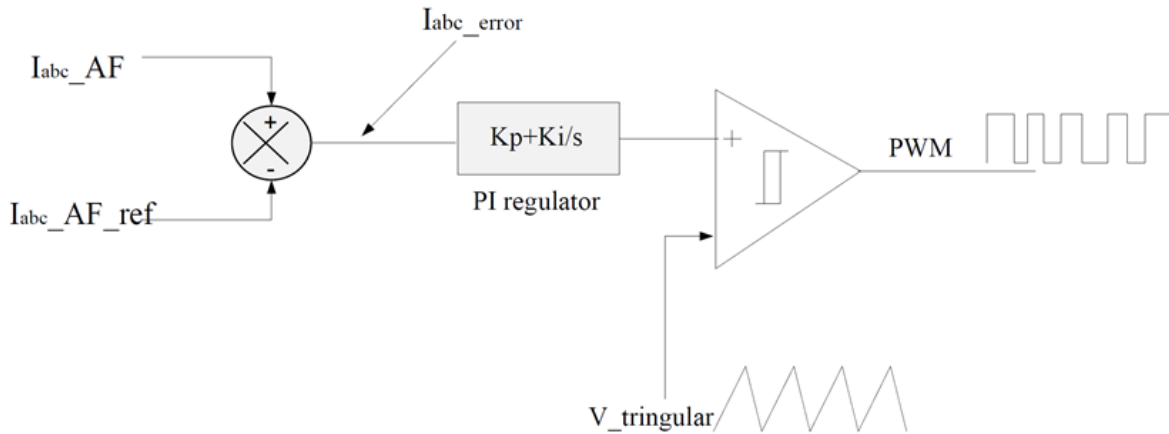 Iabc_error
Iabc_AF
+
-
Iabc_AF_ref
Kp+Ki/s
PI regulator
+
PWM
V_tringular